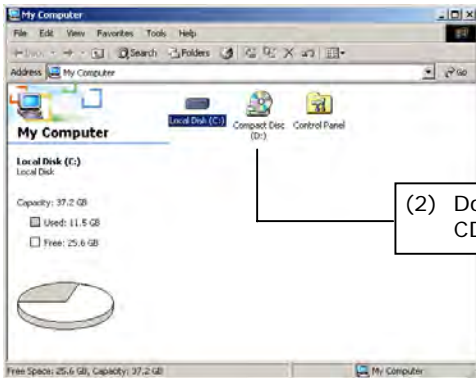 My Computer
File Edit View Favorites Tools Help
Back Search Folders
Address My Computer Go
My Computer
Local Disk (C:)
Local Disk
Capacity: 37.2 GB
Used: 11.5 GB
Free: 25.6 GB
Local Disk (C:) Compact Disc (D:) Control Panel
(2) Do
CD
Free Space: 25.6 GB, Capacity: 37.2 GB My Computer